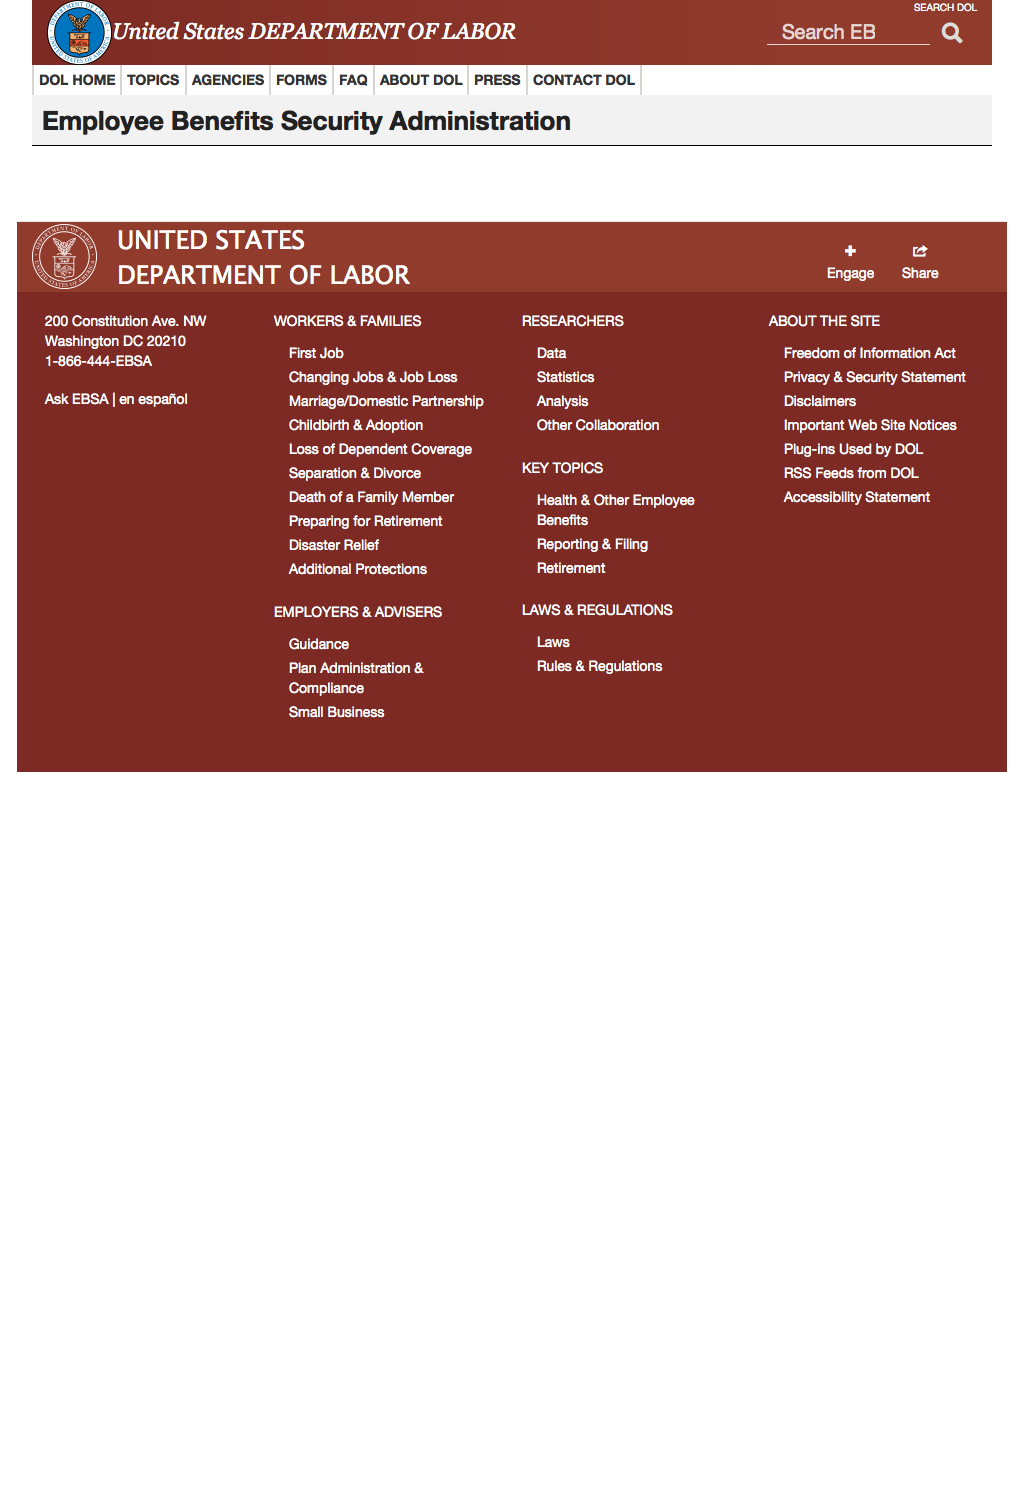 SEARCH DOL
United States DEPARTMENT OF LABOR
Search EB
DOL HOME
TOPICS
AGENCIES
FORMS
FAQ
ABOUT DOL
PRESS
CONTACT DOL
Employee Benefits Security Administration
UNITED STATES
DEPARTMENT OF LABOR
Engage
Share
200 Constitution Ave. NW
Washington DC 20210
1-866-444-EBSA
Ask EBSA | en español
WORKERS & FAMILIES
First Job
Changing Jobs & Job Loss
Marriage/Domestic Partnership
Childbirth & Adoption
Loss of Dependent Coverage
Separation & Divorce
Death of a Family Member
Preparing for Retirement
Disaster Relief
Additional Protections
EMPLOYERS & ADVISERS
Guidance
Plan Administration &
Compliance
Small Business
RESEARCHERS
Data
Statistics
Analysis
Other Collaboration
KEY TOPICS
Health & Other Employee
Benefits
Reporting & Filing
Retirement
LAWS & REGULATIONS
Laws
Rules & Regulations
ABOUT THE SITE
Freedom of Information Act
Privacy & Security Statement
Disclaimers
Important Web Site Notices
Plug-ins Used by DOL
RSS Feeds from DOL
Accessibility Statement